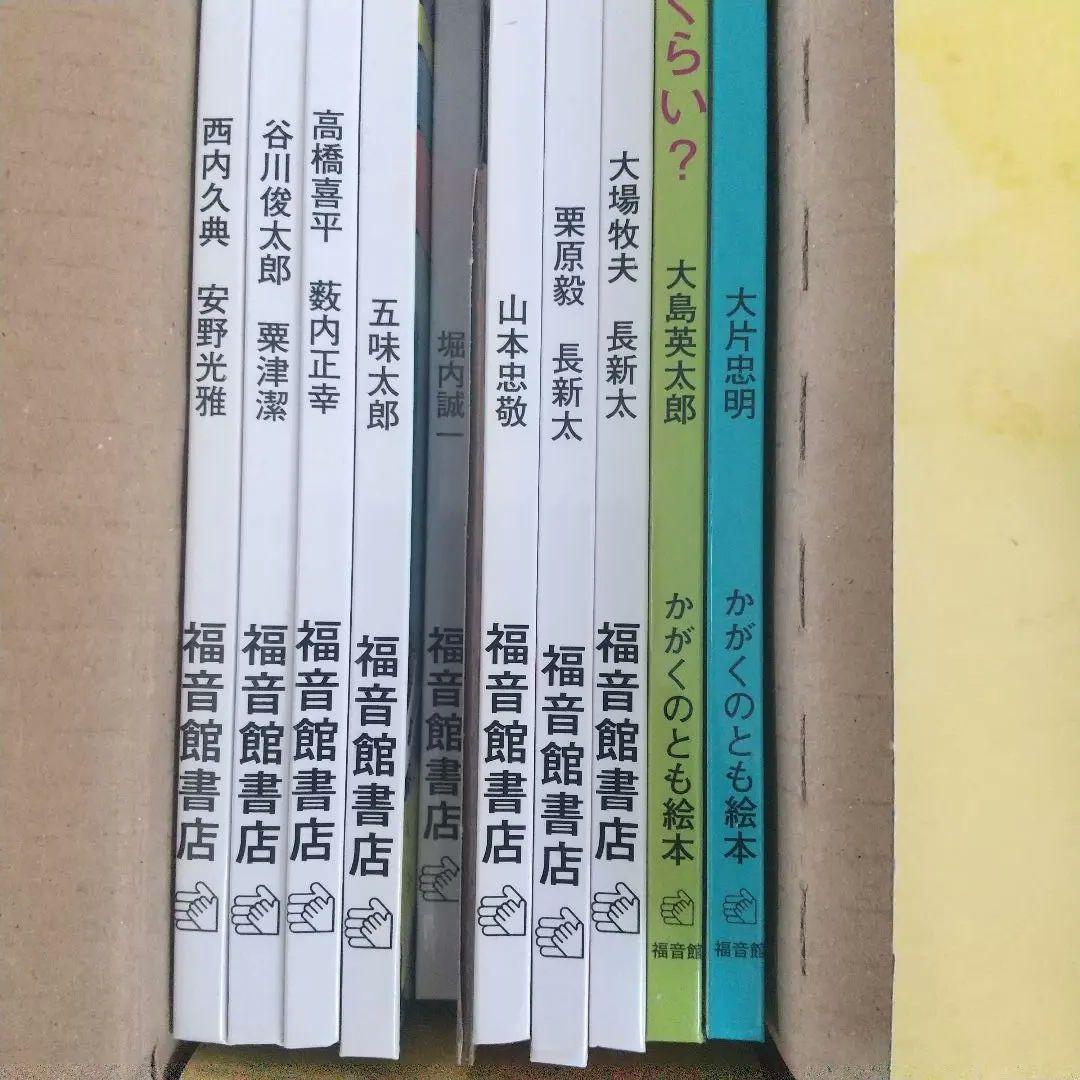 西内久典 安野光雅 福音館書店
谷川俊太郎 粟津潔 福音館書店
高橋喜平 薮内正幸 福音館書店
五味太郎 福音館書店
堀内誠一 福音館書店
山本忠敬 福音館書店
栗原毅 長新太 福音館書店
大場牧夫 長新太 福音館書店
くらい? 大島英太郎 かがくのとも絵本 福音館
大片忠明 かがくのとも絵本 福音館